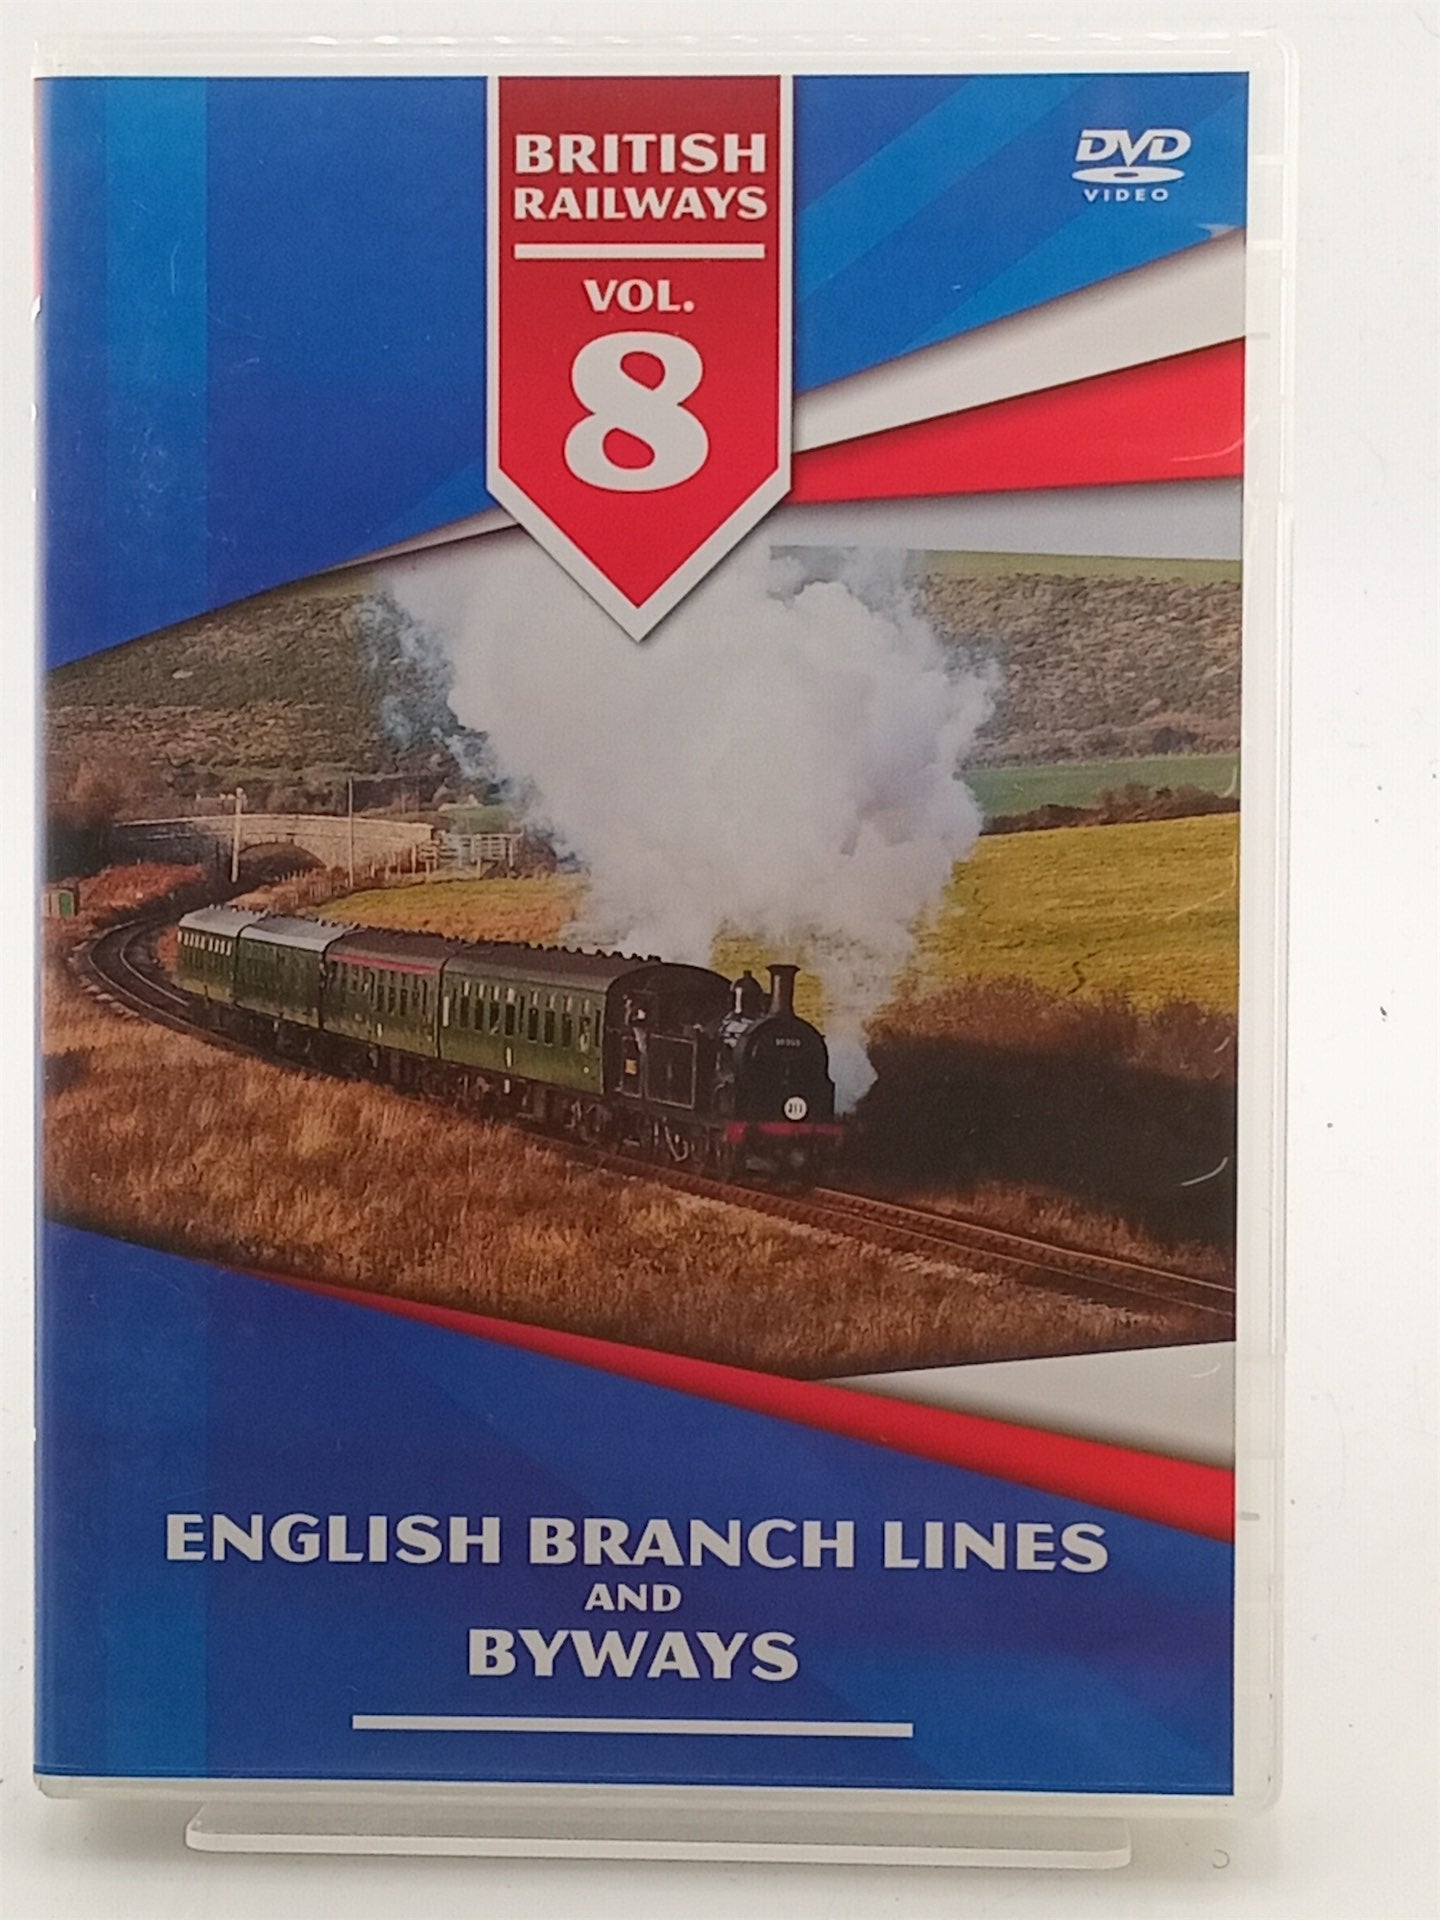 BRITISH
RAILWAYS
VOL.
8
DVD
VIDEO
ENGLISH BRANCH LINES
AND
BYWAYS